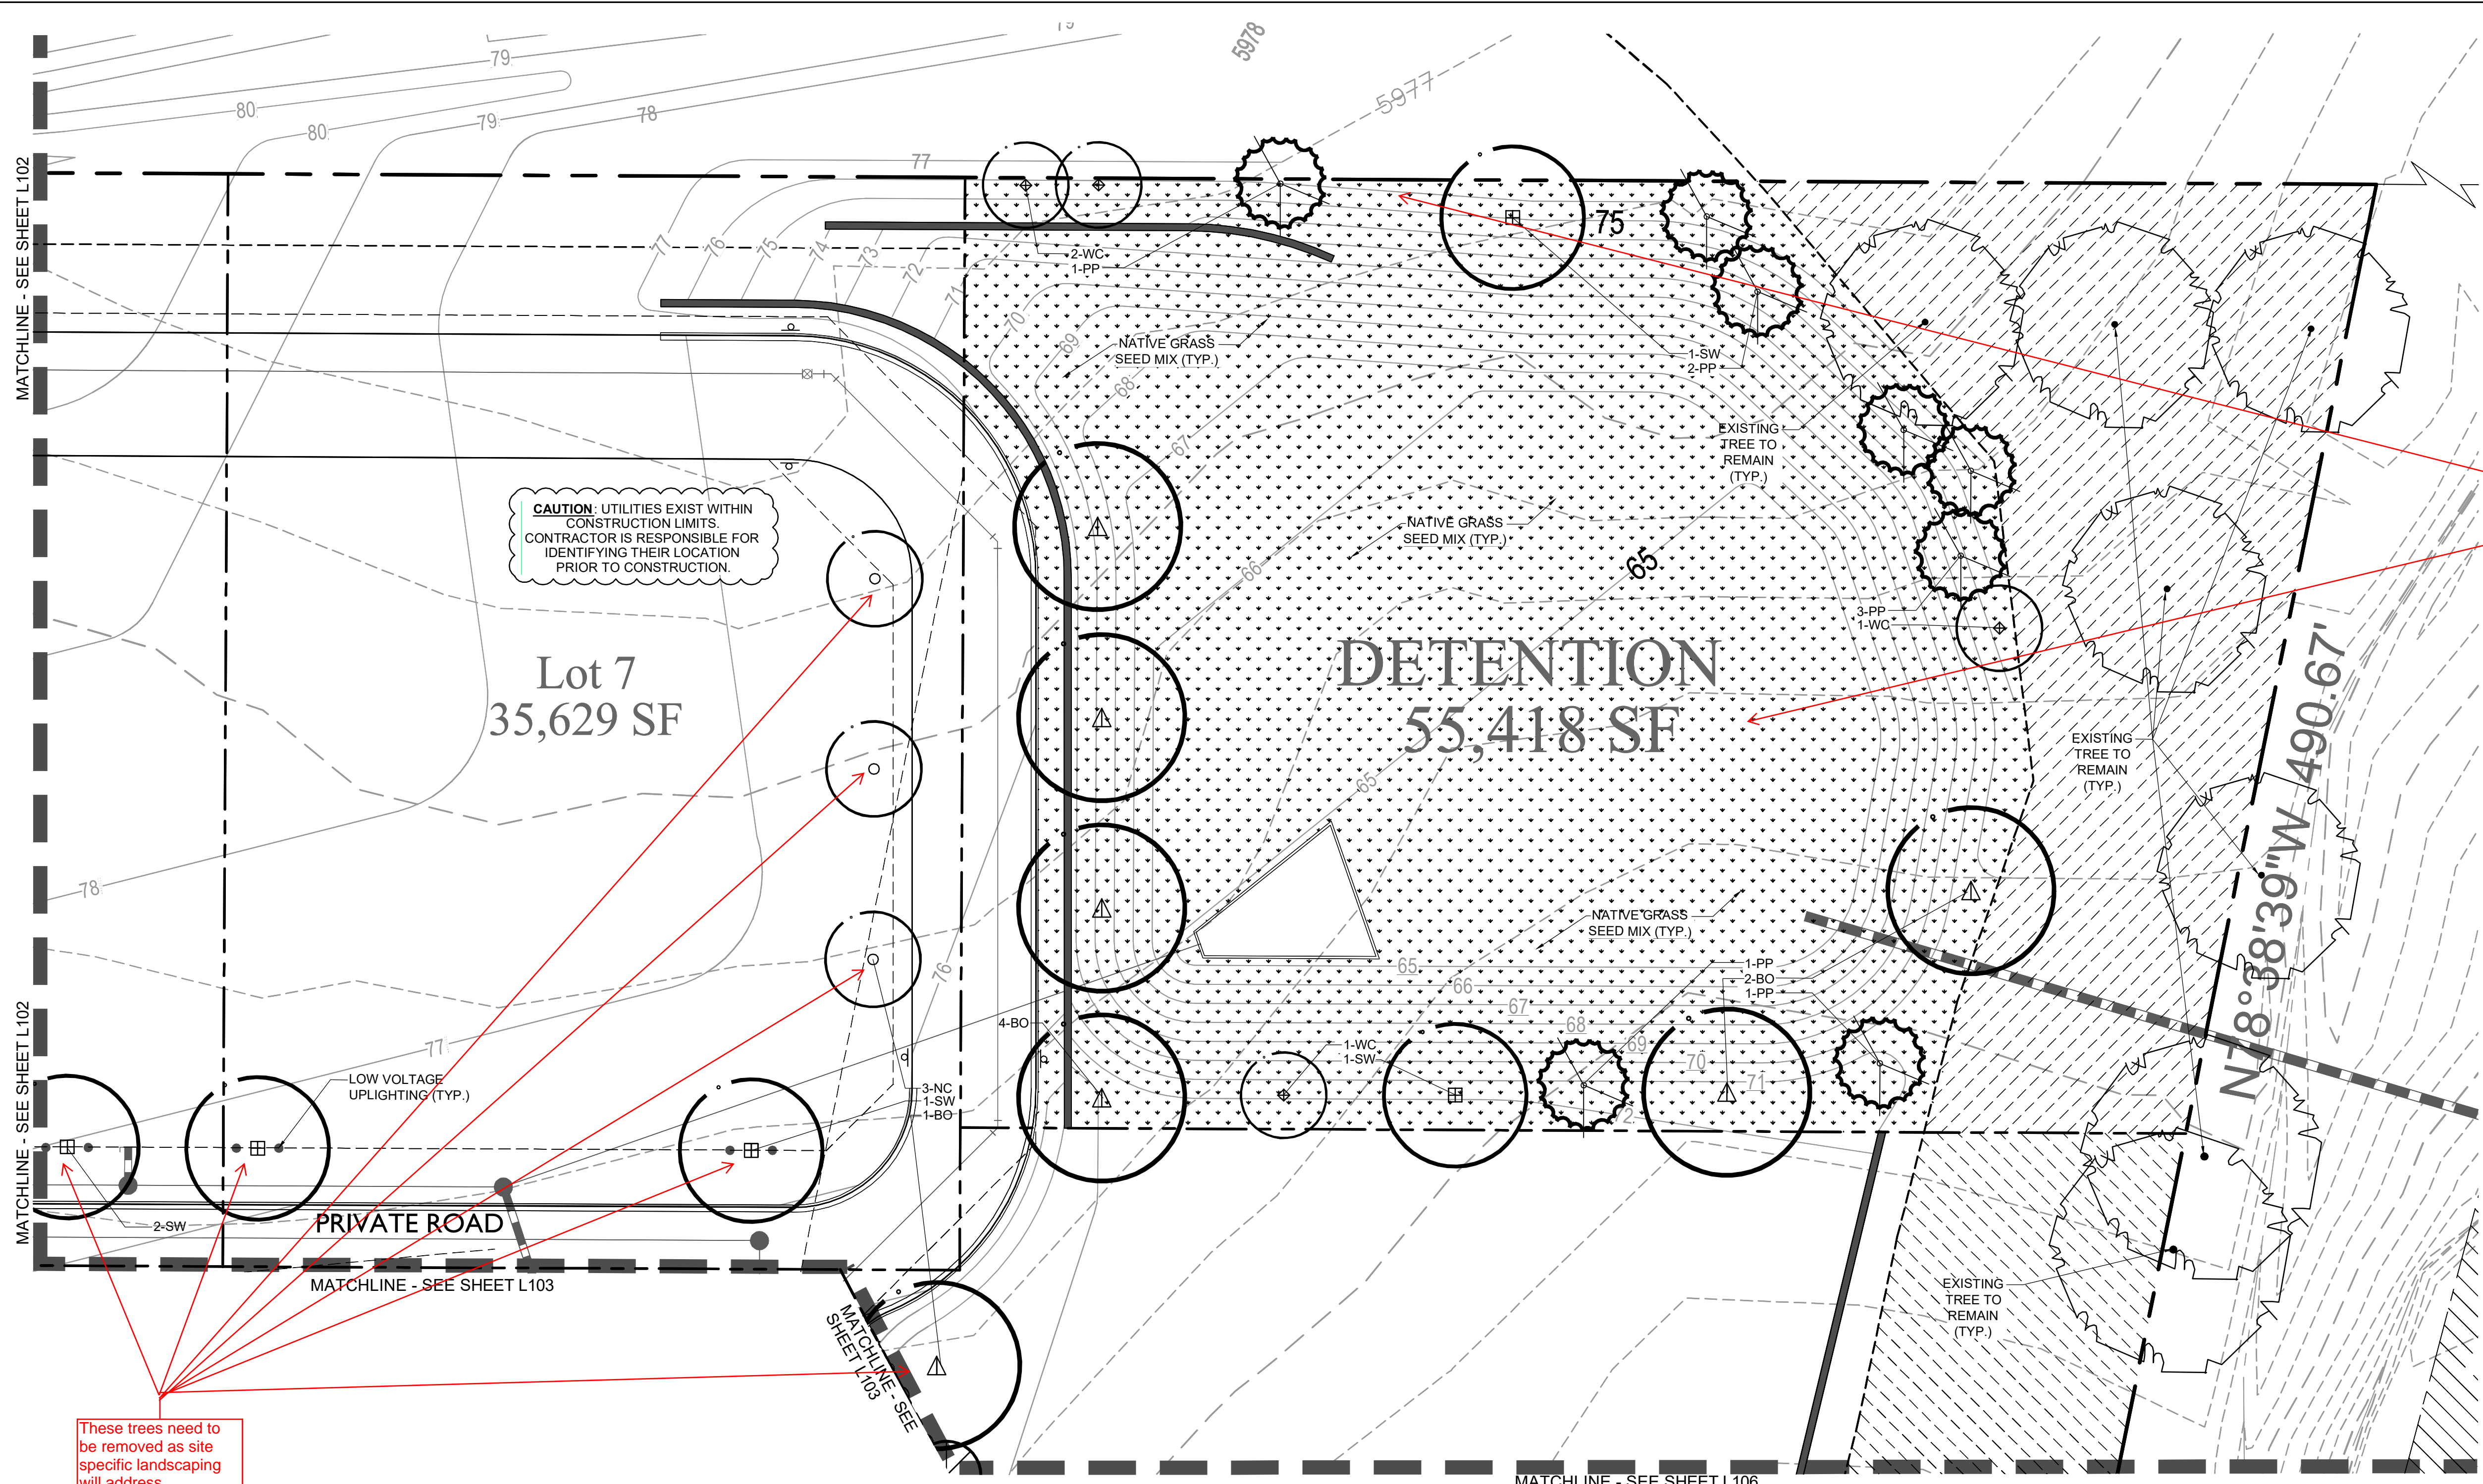 79
5978
79
5977
80
80
79
78
77
MATCHLINE - SEE SHEET L102
77
76
75
74
73
72
71
70
69
68
67
66
75
2-WC
1-PP
NATIVE GRASS
SEED MIX (TYP.)
1-SW
2-PP
EXISTING
TREE TO
REMAIN
(TYP.)
CAUTION: UTILITIES EXIST WITHIN
CONSTRUCTION LIMITS.
CONTRACTOR IS RESPONSIBLE FOR
IDENTIFYING THEIR LOCATION
PRIOR TO CONSTRUCTION.
NATIVE GRASS
SEED MIX (TYP.)
65
3-PP
1-WC
Lot 7
35,629 SF
DETENTION
55,418 SF
65
EXISTING
TREE TO
REMAIN
(TYP.)
N78°38'39"W 490.67'
78
NATIVE GRASS
SEED MIX (TYP.)
76
65
66
67
68
69
70
71
1-PP
2-BO
1-PP
4-BO
1-WC
1-SW
77
MATCHLINE - SEE SHEET L102
LOW VOLTAGE
UPLIGHTING (TYP.)
3-NC
1-SW
1-BO
2-SW
PRIVATE ROAD
MATCHLINE - SEE SHEET L103
MATCHLINE - SEE
SHEET L103
EXISTING
TREE TO
REMAIN
(TYP.)
These trees need to
be removed as site
specific landscaping
will address
MATCHLINE - SEE SHEET L106